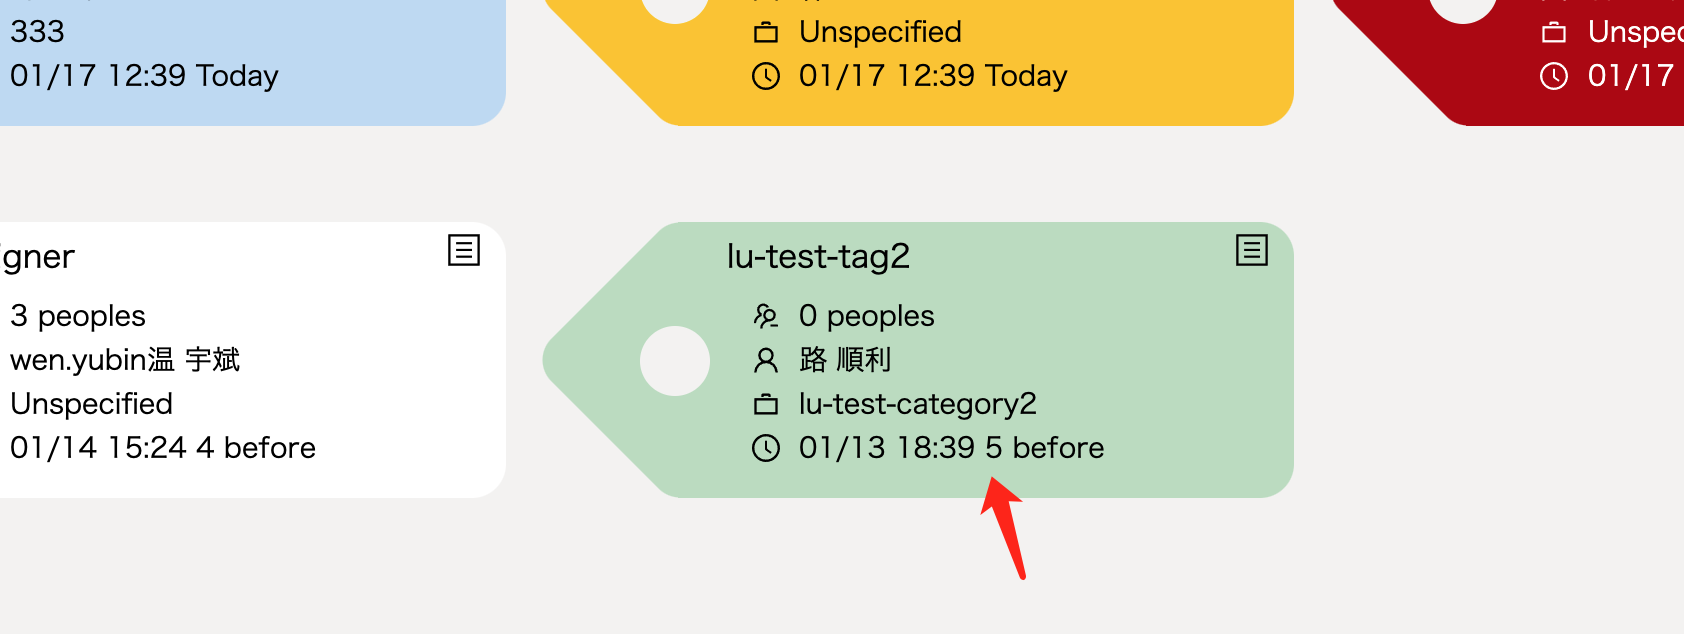 333
01/17 12:39 Today
Unspecified
01/17 12:39 Today
01/17
igner
3 peoples
wen.yubin温 宇斌
Unspecified
01/14 15:24 4 before
lu-test-tag2
0 peoples
路 順利
lu-test-category2
01/13 18:39 5 before